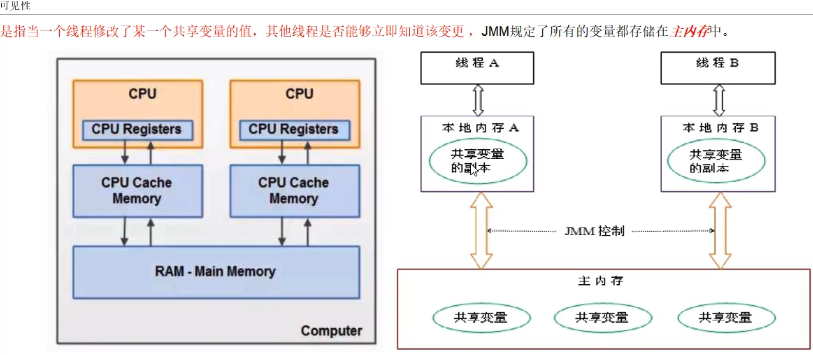 可见性
是指当一个线程修改了某一个共享变量的值，其他线程是否能够立即知道该变更 ，JMM规定了所有的变量都存储在主内存中。
CPU
CPU
CPU Registers
CPU Registers
CPU Cache
Memory
CPU Cache
Memory
RAM - Main Memory
Computer
线程 A
线程 B
本地内存 A
本地内存 B
共享变量
的副本
共享变量
的副本
JMM 控制
主内存
共享变量
共享变量
共享变量